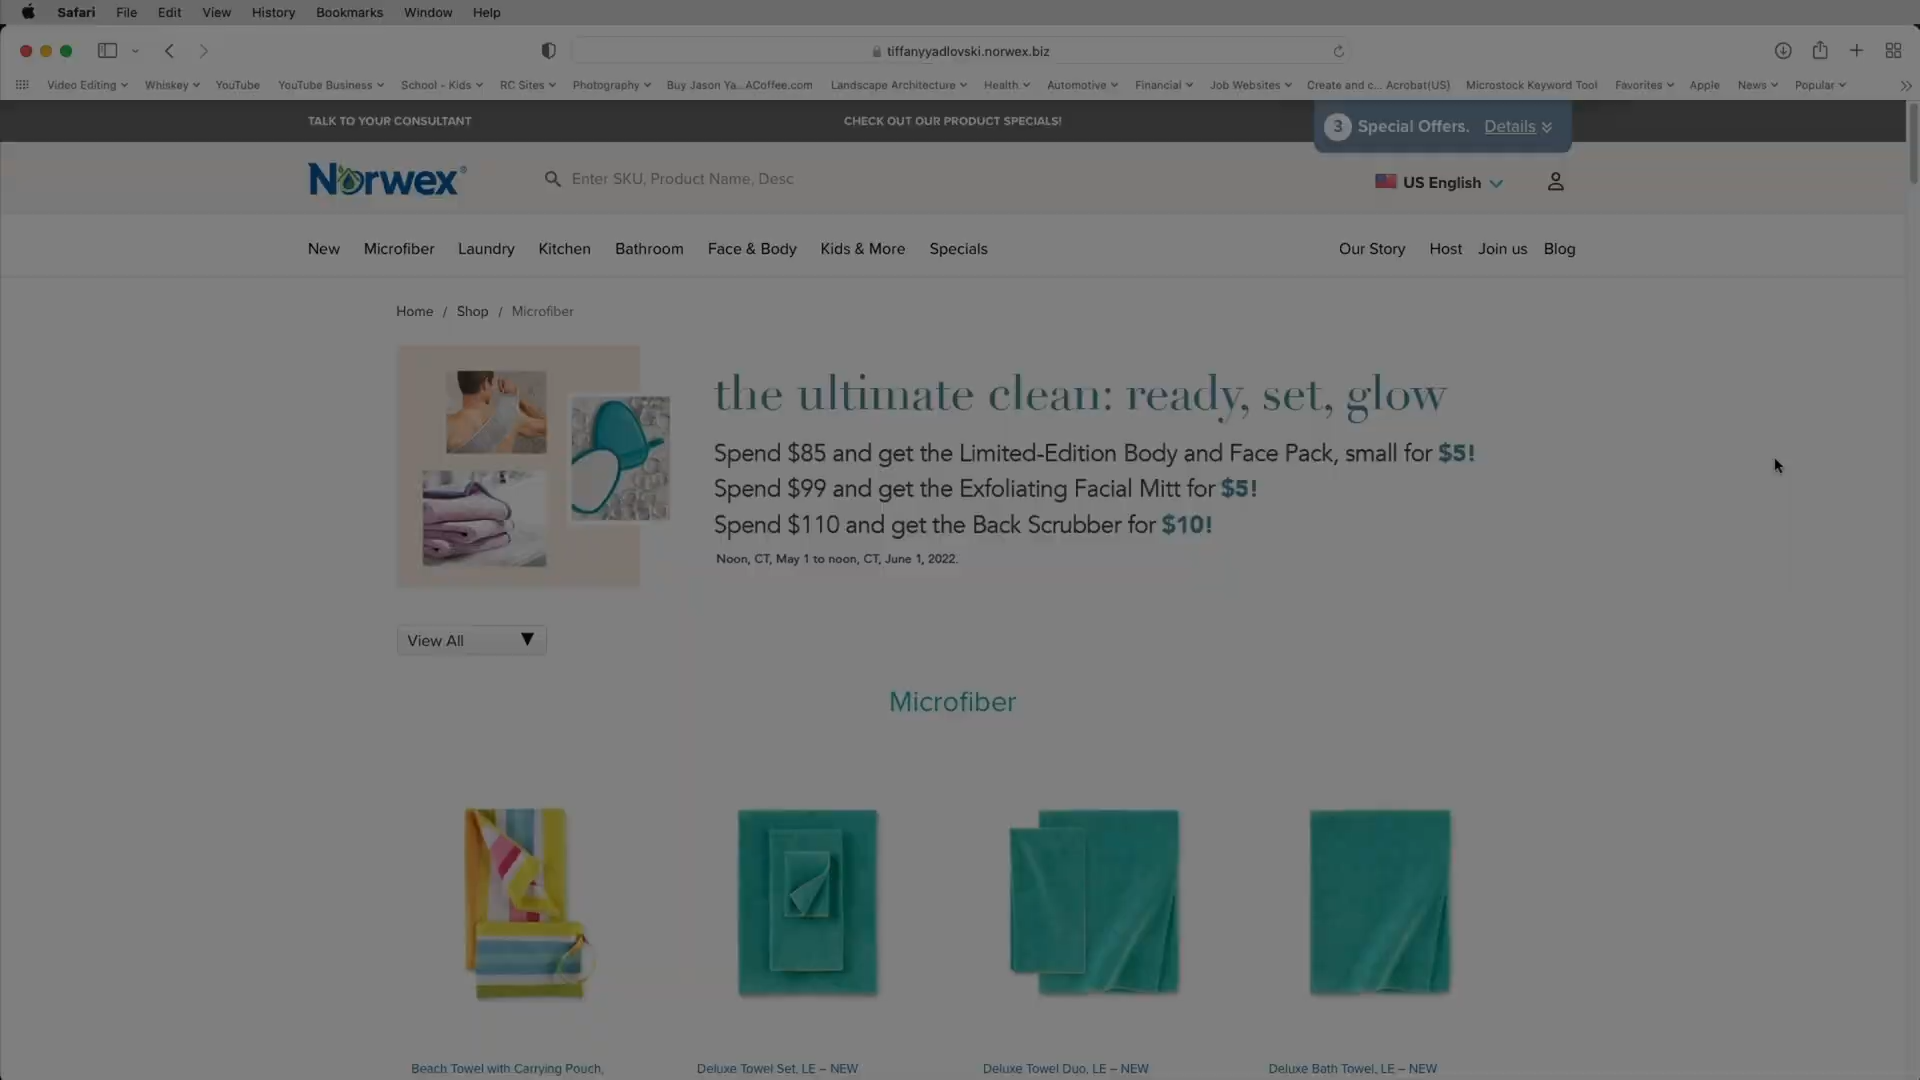 Safari File Edit View History Bookmarks Window Help
tiffanyyadlovski.norwex.biz
Video Editing Whiskey YouTube YouTube Business School - Kids RC Sites Photography Buy Jason Ya...ACoffee.com Landscape Architecture Health Automotive Financial Job Websites Create and c... Acrobat(US) Microstock Keyword Tool Favorites Apple News Popular
TALK TO YOUR CONSULTANT CHECK OUT OUR PRODUCT SPECIALS! 3 Special Offers. Details
Norwex® Enter SKU, Product Name, Desc US English
New Microfiber Laundry Kitchen Bathroom Face & Body Kids & More Specials Our Story Host Join us Blog
Home / Shop / Microfiber
the ultimate clean: ready, set, glow
Spend $85 and get the Limited-Edition Body and Face Pack, small for $5!
Spend $99 and get the Exfoliating Facial Mitt for $5!
Spend $110 and get the Back Scrubber for $10!
Noon, CT, May 1 to noon, CT, June 1, 2022.
View All
Microfiber
Beach Towel with Carrying Pouch, Deluxe Towel Set, LE – NEW Deluxe Towel Duo, LE – NEW Deluxe Bath Towel, LE – NEW